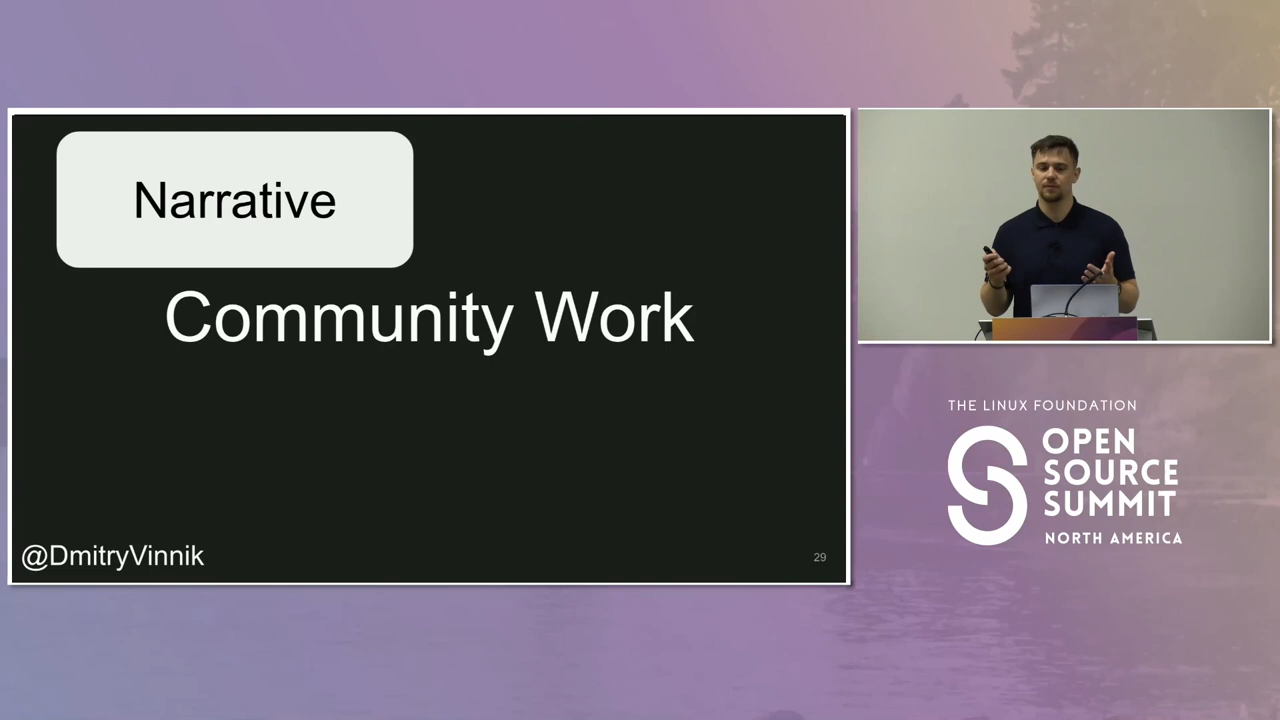 Narrative
Community Work
@DmitryVinnik
29
THE LINUX FOUNDATION
OPEN
SOURCE
SUMMIT
NORTH AMERICA